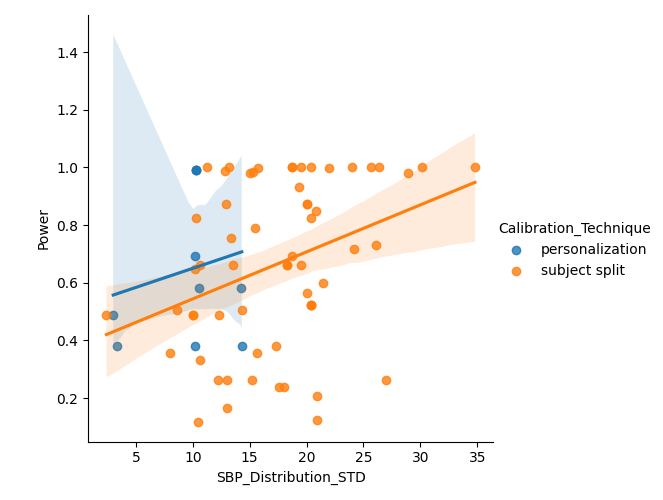 1.4
1.2
1.0
0.8
0.6
0.4
0.2
Power
5 10 15 20 25 30 35
SBP_Distribution_STD
Calibration_Technique
personalization
subject split